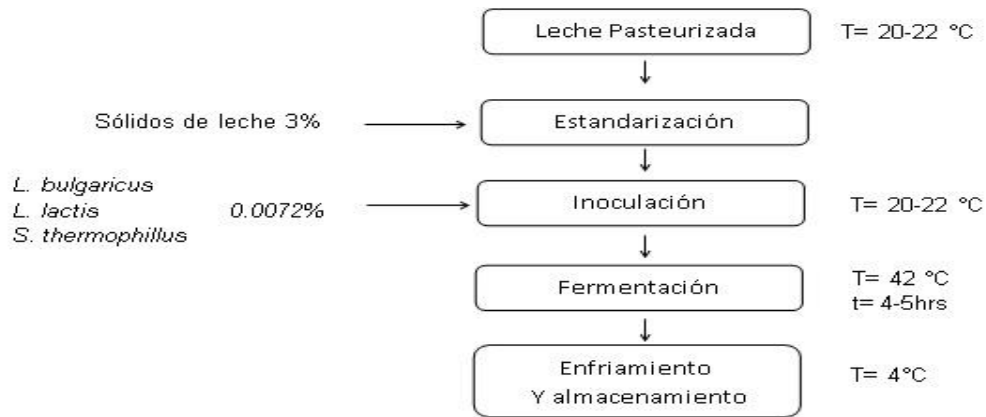 Leche Pasteurizada T= 20-22 °C
Sólidos de leche 3% Estandarización
L. bulgaricus
L. lactis 0.0072% Inoculación T= 20-22 °C
S. thermophillus
Fermentación T= 42 °C
t= 4-5hrs
Enfriamiento
Y almacenamiento T= 4°C